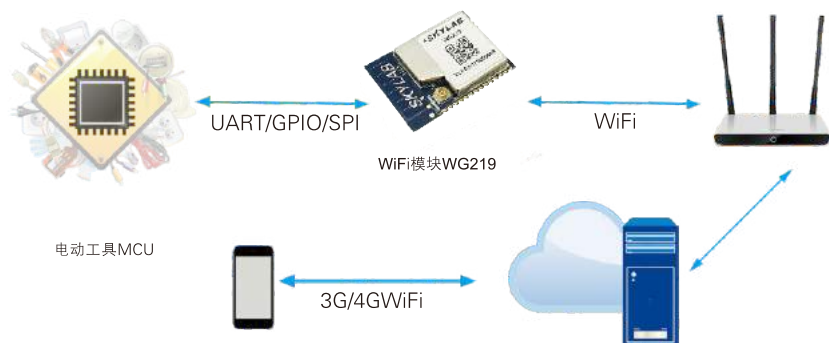 SKYLAB
UART/GPIO/SPI
WiFi
WiFi模块WG219
电动工具MCU
3G/4GWiFi